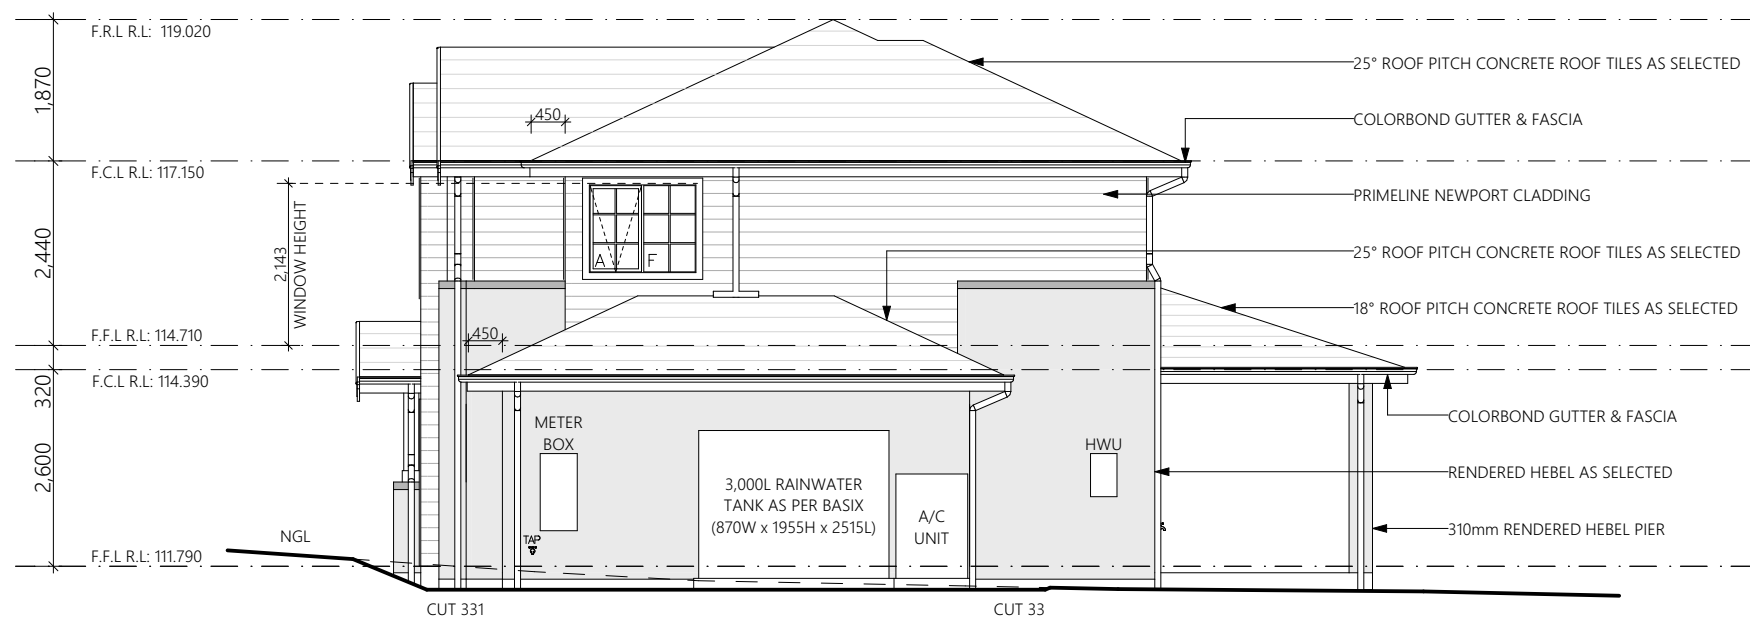 F.R.L R.L: 119.020
1,870
25° ROOF PITCH CONCRETE ROOF TILES AS SELECTED
450
COLORBOND GUTTER & FASCIA
F.C.L R.L: 117.150
PRIMELINE NEWPORT CLADDING
2,440
2,143
WINDOW HEIGHT
A
F
25° ROOF PITCH CONCRETE ROOF TILES AS SELECTED
18° ROOF PITCH CONCRETE ROOF TILES AS SELECTED
F.F.L R.L: 114.710
450
F.C.L R.L: 114.390
320
COLORBOND GUTTER & FASCIA
METER
BOX
HWU
2,600
RENDERED HEBEL AS SELECTED
3,000L RAINWATER
TANK AS PER BASIX
(870W x 1955H x 2515L)
A/C
UNIT
310mm RENDERED HEBEL PIER
NGL
TAP
F.F.L R.L: 111.790
CUT 331
CUT 33